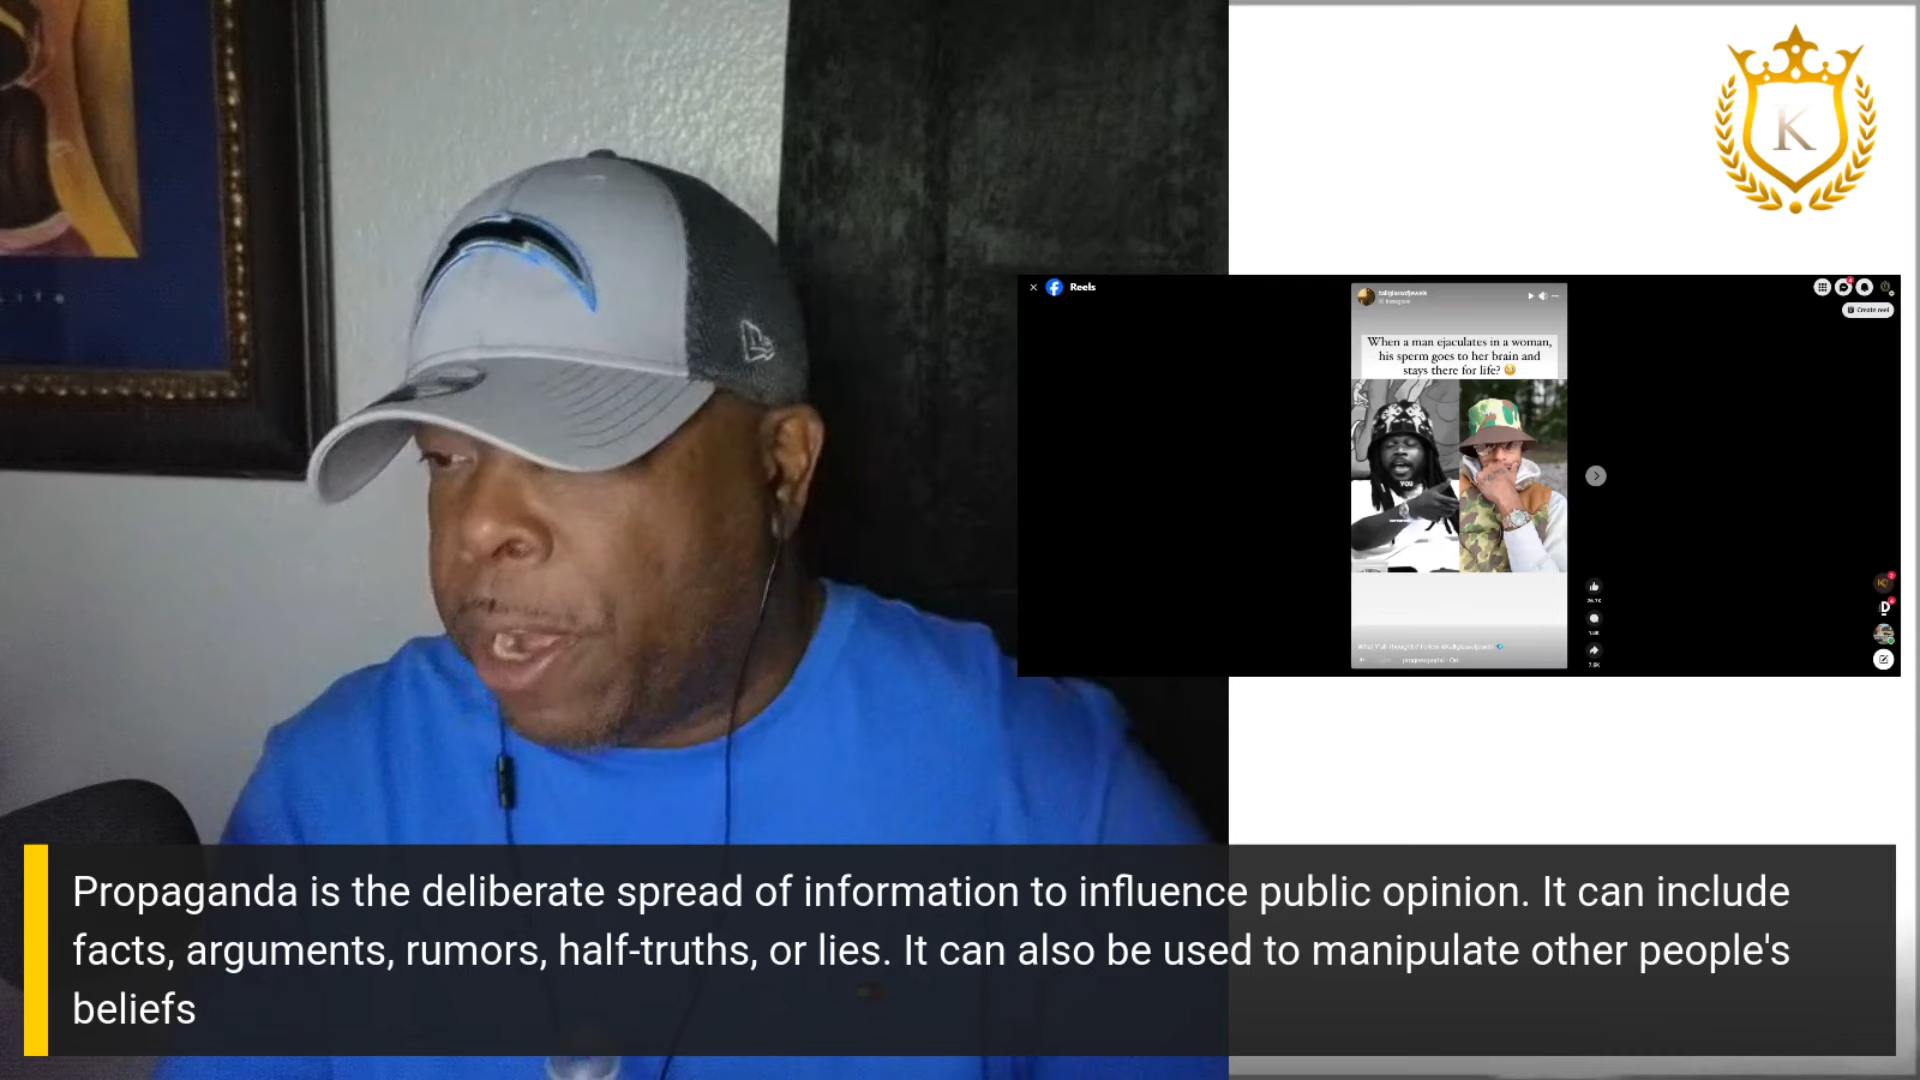 K
Reels
Create reel
When a man ejaculates in a woman,
his sperm goes to her brain and
stays there for life? 🥴
YOU
Propaganda is the deliberate spread of information to influence public opinion. It can include
facts, arguments, rumors, half-truths, or lies. It can also be used to manipulate other people's
beliefs